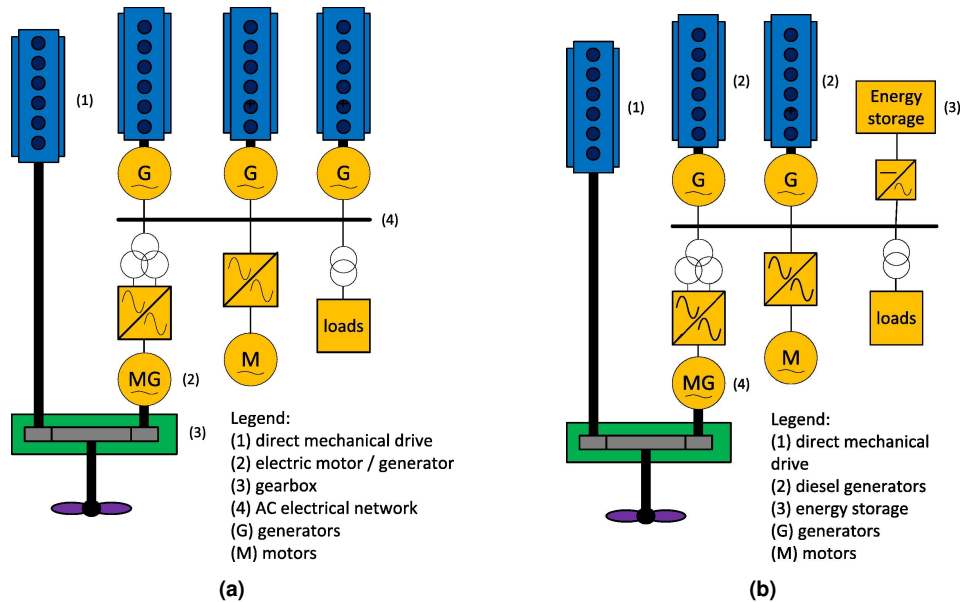 (1)
G
G
G
(4)
loads
M
MG
(2)
(3)
Legend:
(1) direct mechanical drive
(2) electric motor / generator
(3) gearbox
(4) AC electrical network
(G) generators
(M) motors
(a)
(1)
(2)
(2)
Energy
storage
(3)
G
G
loads
M
MG
(4)
Legend:
(1) direct mechanical
drive
(2) diesel generators
(3) energy storage
(G) generators
(M) motors
(b)